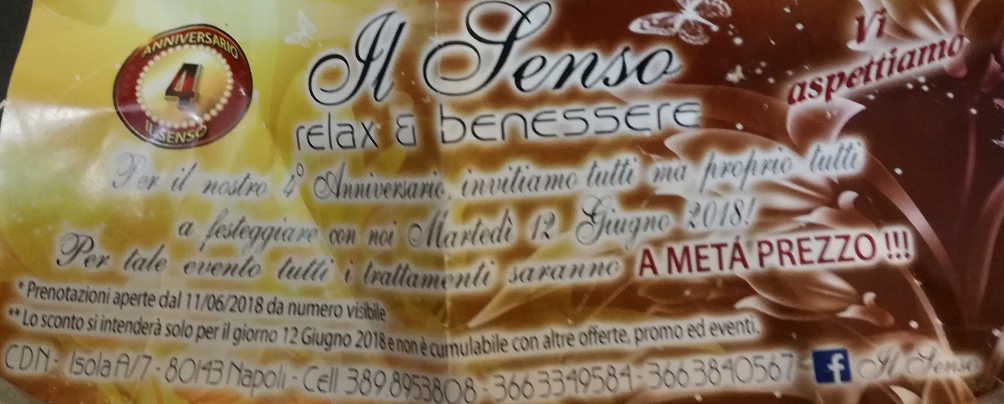 ANNIVERSARIO
4
IL SENSO
Il Senso
relax & benessere
Vi
aspettiamo
Per il nostro 4° Anniversario, invitiamo tutti ma proprio tutti
a festeggiare con noi Martedì 12 Giugno 2018!
Per tale evento tutti i trattamenti saranno A METÁ PREZZO !!!
* Prenotazioni aperte dal 11/06/2018 da numero visibile
** Lo sconto si intenderà solo per il giorno 12 Giugno 2018 e non è cumulabile con altre offerte, promo ed eventi.
CDN - Isola A/7 - 80143 Napoli - Cell. 389.8953808 - 366.3349584 - 366.3840567 - f Il Senso